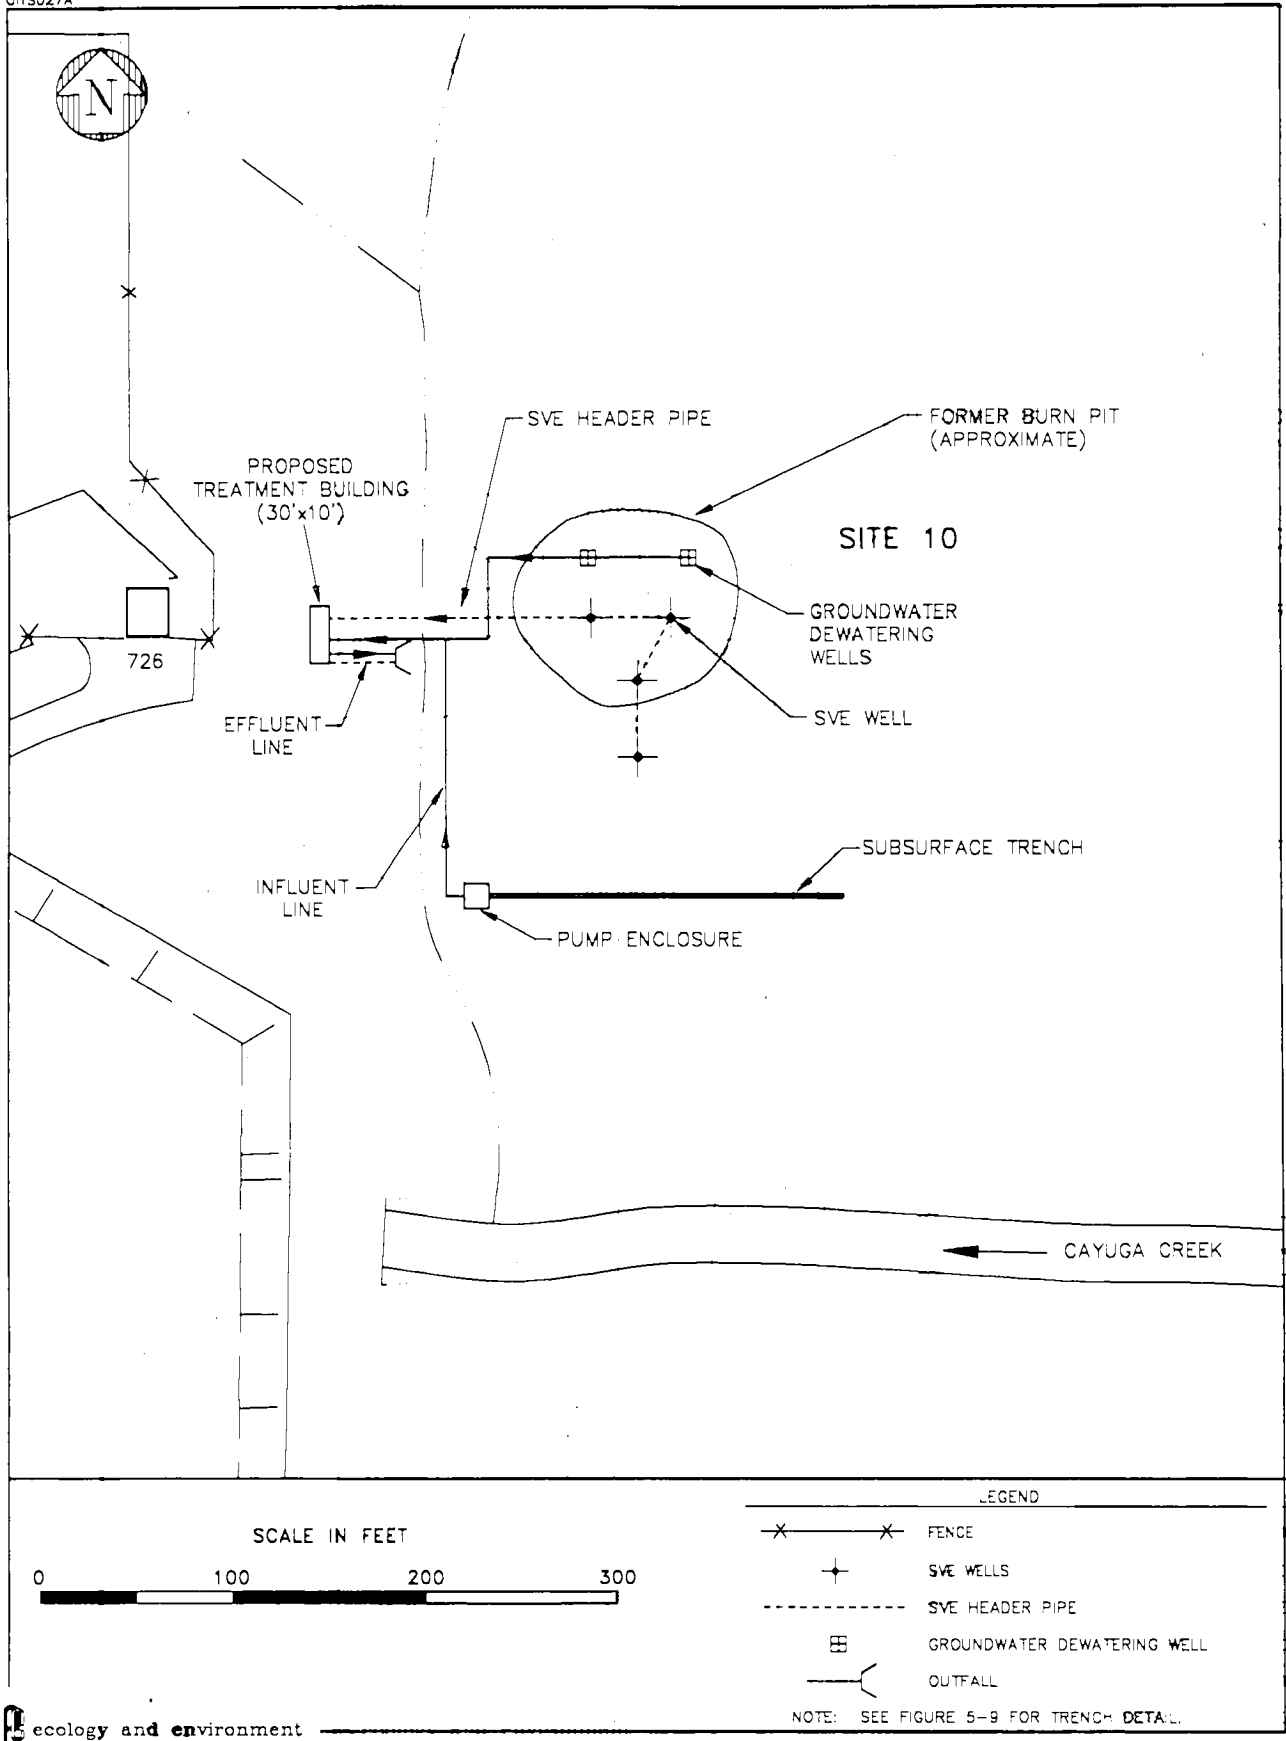 N
SVE HEADER PIPE
FORMER BURN PIT
(APPROXIMATE)
PROPOSED
TREATMENT BUILDING
(30'x10')
SITE 10
GROUNDWATER
DEWATERING
WELLS
726
EFFLUENT
LINE
SVE WELL
SUBSURFACE TRENCH
INFLUENT
LINE
PUMP ENCLOSURE
CAYUGA CREEK
SCALE IN FEET
0 100 200 300
LEGEND
FENCE
SVE WELLS
SVE HEADER PIPE
GROUNDWATER DEWATERING WELL
OUTFALL
NOTE: SEE FIGURE 5-9 FOR TRENCH DETAIL.
ecology and environment